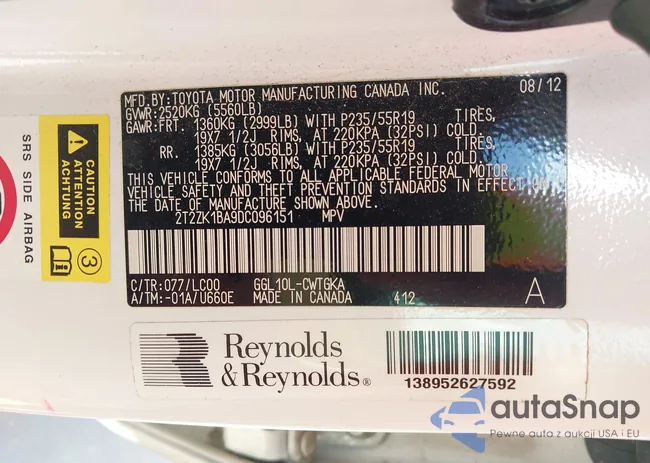 SRS SIDE AIRBAG
CAUTION
ATTENTION
ACHTUNG
3
MFD.BY:TOYOTA MOTOR MANUFACTURING CANADA INC. 08/12
GVWR:2520KG (5560LB)
GAWR:FRT. 1360KG (2999LB) WITH P235/55R19 TIRES,
19X7 1/2J RIMS, AT 220KPA (32PSI) COLD.
RR. 1385KG (3056LB) WITH P235/55R19 TIRES,
19X7 1/2J RIMS, AT 220KPA (32PSI) COLD.
THIS VEHICLE CONFORMS TO ALL APPLICABLE FEDERAL MOTOR
VEHICLE SAFETY AND THEFT PREVENTION STANDARDS IN EFFECT ON
THE DATE OF MANUFACTURE SHOWN ABOVE.
2T2ZK1BA9DC096151 MPV
C/TR:077/LC00 GGL10L-CWTGKA
A/TM:-01A/U660E MADE IN CANADA 412 A
Reynolds
& Reynolds®
138952627592
autaSnap
Pewne auta z aukcji USA i EU